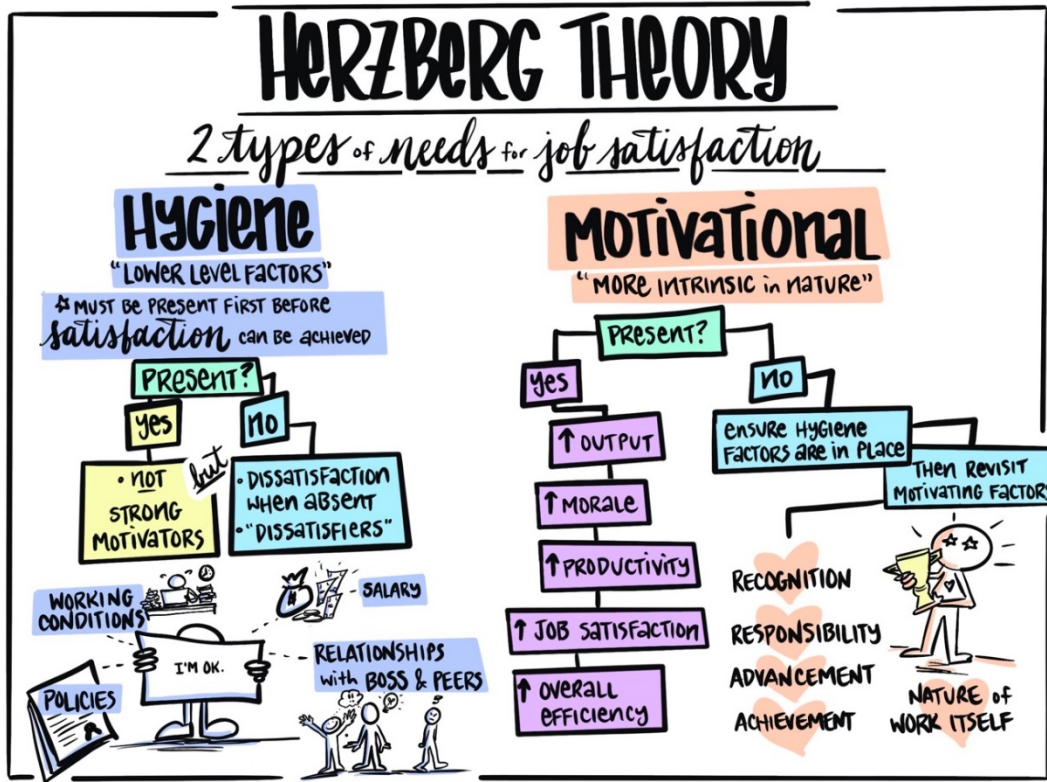 HERZBERG THEORY
2 types of needs for job satisfaction
HYGIENE
"LOWER LEVEL FACTORS"
☆ MUST BE PRESENT FIRST BEFORE
satisfaction CAN BE ACHIEVED
PRESENT?
yes
no
but
• NOT
STRONG
MOTIVATORS
• DISSATISFACTION
WHEN ABSENT
• "DISSATISFIERS"
WORKING
CONDITIONS
$
SALARY
I'M OK.
POLICIES
RELATIONSHIPS
with BOSS & PEERS
MOTIVATIONAL
"MORE INTRINSIC in NATURE"
PRESENT?
yes
no
↑ OUTPUT
↑ MORALE
↑ PRODUCTIVITY
↑ JOB SATISFACTION
↑ OVERALL
EFFICIENCY
ENSURE HYGIENE
FACTORS ARE IN PLACE
THEN REVISIT
MOTIVATING FACTORS
RECOGNITION
RESPONSIBILITY
ADVANCEMENT
ACHIEVEMENT
NATURE of
WORK ITSELF